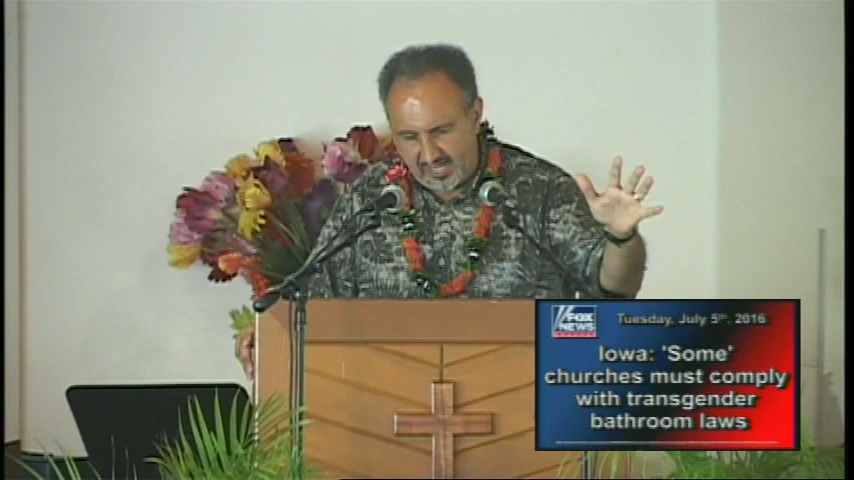 FOX
NEWS
Tuesday, July 5th, 2016
Iowa: 'Some'
churches must comply
with transgender
bathroom laws